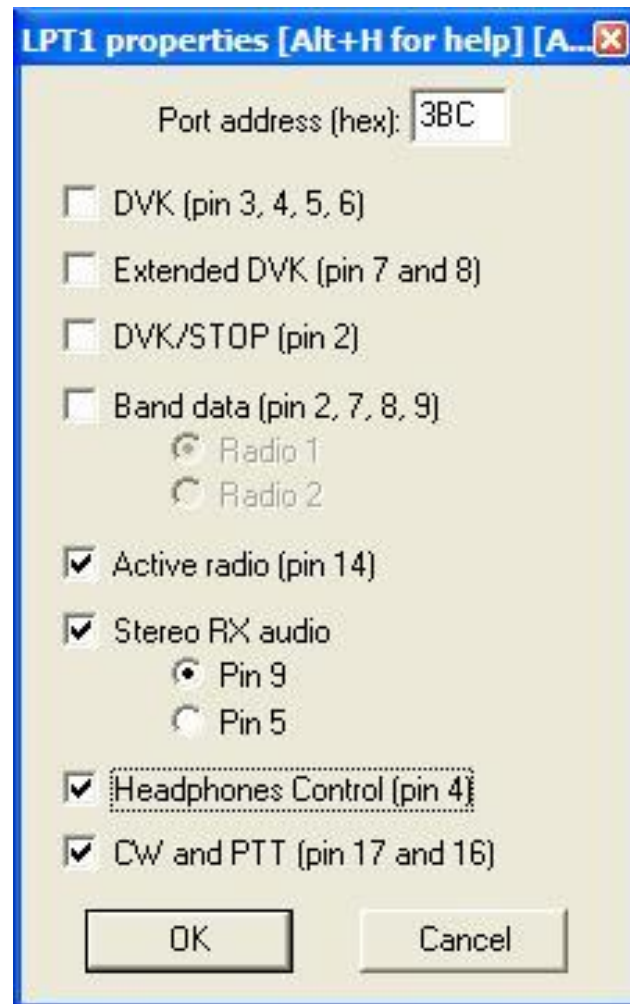 LPT1 properties [Alt+H for help] [A...
Port address (hex): 3BC
DVK (pin 3, 4, 5, 6)
Extended DVK (pin 7 and 8)
DVK/STOP (pin 2)
Band data (pin 2, 7, 8, 9)
Radio 1
Radio 2
Active radio (pin 14)
Stereo RX audio
Pin 9
Pin 5
Headphones Control (pin 4)
CW and PTT (pin 17 and 16)
OK Cancel